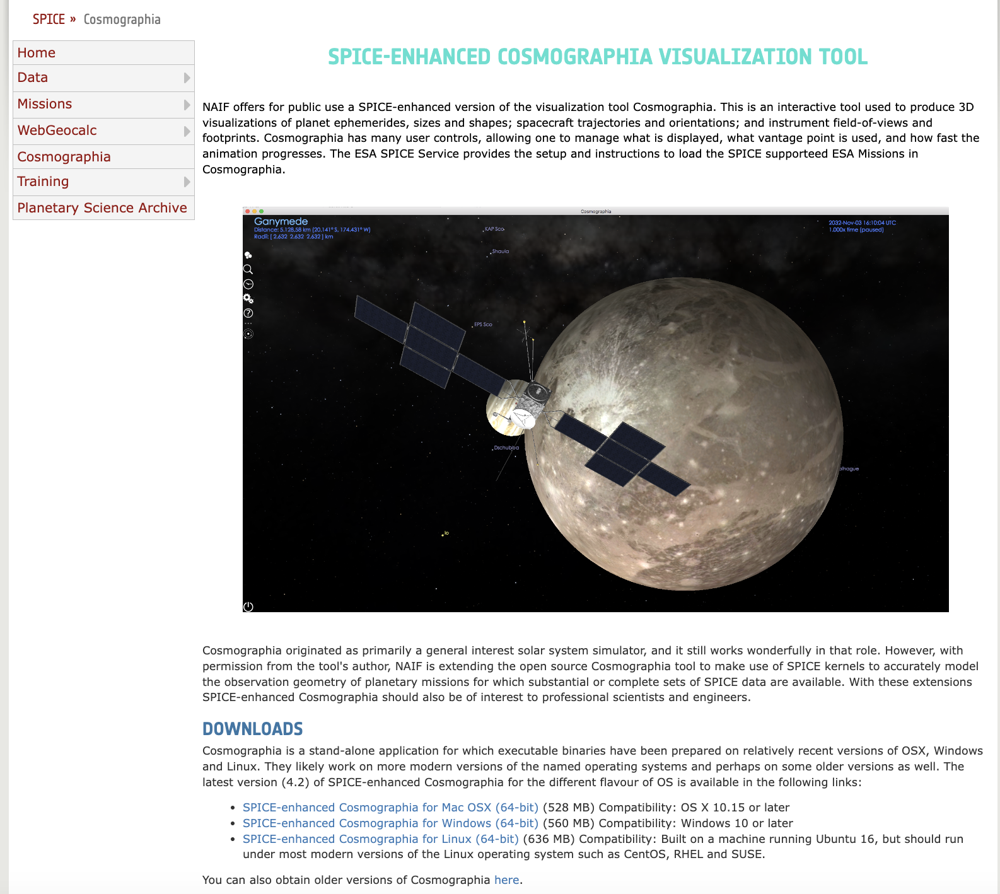 SPICE » Cosmographia
Home
Data
Missions
WebGeocalc
Cosmographia
Training
Planetary Science Archive
SPICE-ENHANCED COSMOGRAPHIA VISUALIZATION TOOL
NAIF offers for public use a SPICE-enhanced version of the visualization tool Cosmographia. This is an interactive tool used to produce 3D
visualizations of planet ephemerides, sizes and shapes; spacecraft trajectories and orientations; and instrument field-of-views and
footprints. Cosmographia has many user controls, allowing one to manage what is displayed, what vantage point is used, and how fast the
animation progresses. The ESA SPICE Service provides the setup and instructions to load the SPICE supporteed ESA Missions in
Cosmographia.
Cosmographia
Ganymede
Distance: 5.128,58 km (20.141° S, 174.431° W)
Radii: [ 2.632 2.632 2.632 ] km
2032-Nov-03 16:10:04 UTC
1.000x time (paused)
KAP Sco
Shaula
EPS Sco
Dschubba
alhague
Io
Cosmographia originated as primarily a general interest solar system simulator, and it still works wonderfully in that role. However, with
permission from the tool's author, NAIF is extending the open source Cosmographia tool to make use of SPICE kernels to accurately model
the observation geometry of planetary missions for which substantial or complete sets of SPICE data are available. With these extensions
SPICE-enhanced Cosmographia should also be of interest to professional scientists and engineers.
DOWNLOADS
Cosmographia is a stand-alone application for which executable binaries have been prepared on relatively recent versions of OSX, Windows
and Linux. They likely work on more modern versions of the named operating systems and perhaps on some older versions as well. The
latest version (4.2) of SPICE-enhanced Cosmographia for the different flavour of OS is available in the following links:
• SPICE-enhanced Cosmographia for Mac OSX (64-bit) (528 MB) Compatibility: OS X 10.15 or later
• SPICE-enhanced Cosmographia for Windows (64-bit) (560 MB) Compatibility: Windows 10 or later
• SPICE-enhanced Cosmographia for Linux (64-bit) (636 MB) Compatibility: Built on a machine running Ubuntu 16, but should run
under most modern versions of the Linux operating system such as CentOS, RHEL and SUSE.
You can also obtain older versions of Cosmographia here.